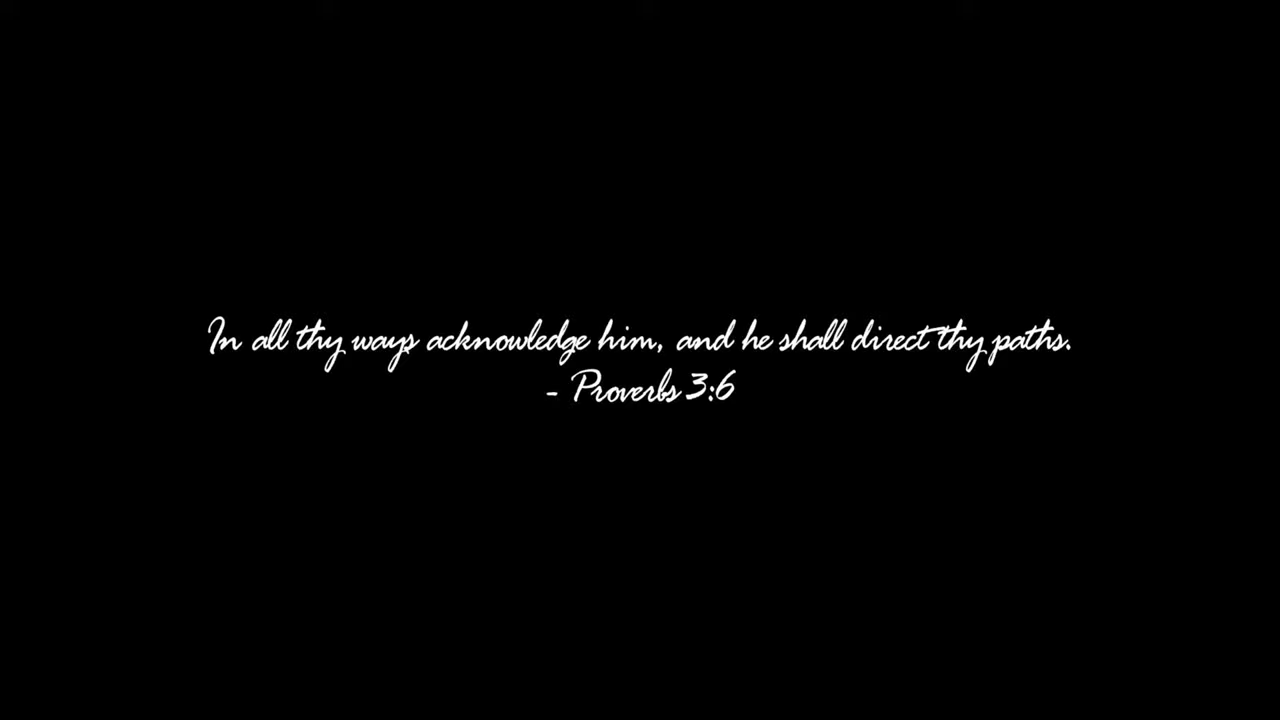 In all thy ways acknowledge him, and he shall direct thy paths.
- Proverbs 3:6